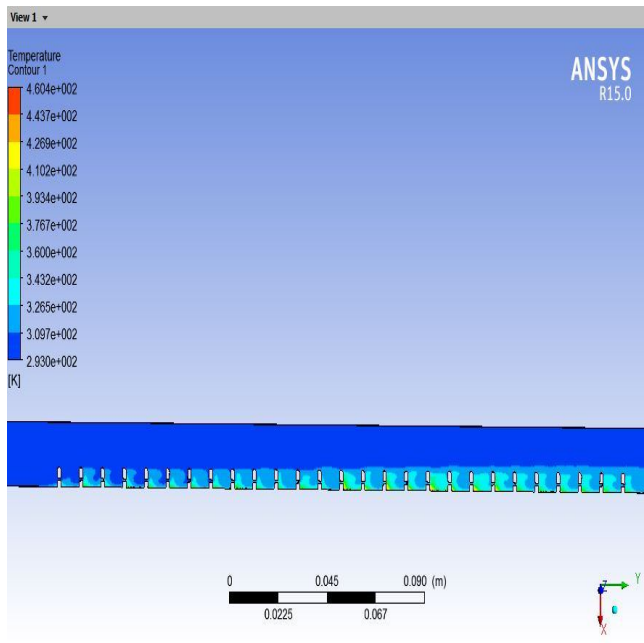 View 1
Temperature
Contour 1
ANSYS
R15.0
4.604e+002
4.437e+002
4.269e+002
4.102e+002
3.934e+002
3.767e+002
3.600e+002
3.432e+002
3.265e+002
3.097e+002
2.930e+002
[K]
0 0.045 0.090 (m)
0.0225 0.067
Y
Z
X